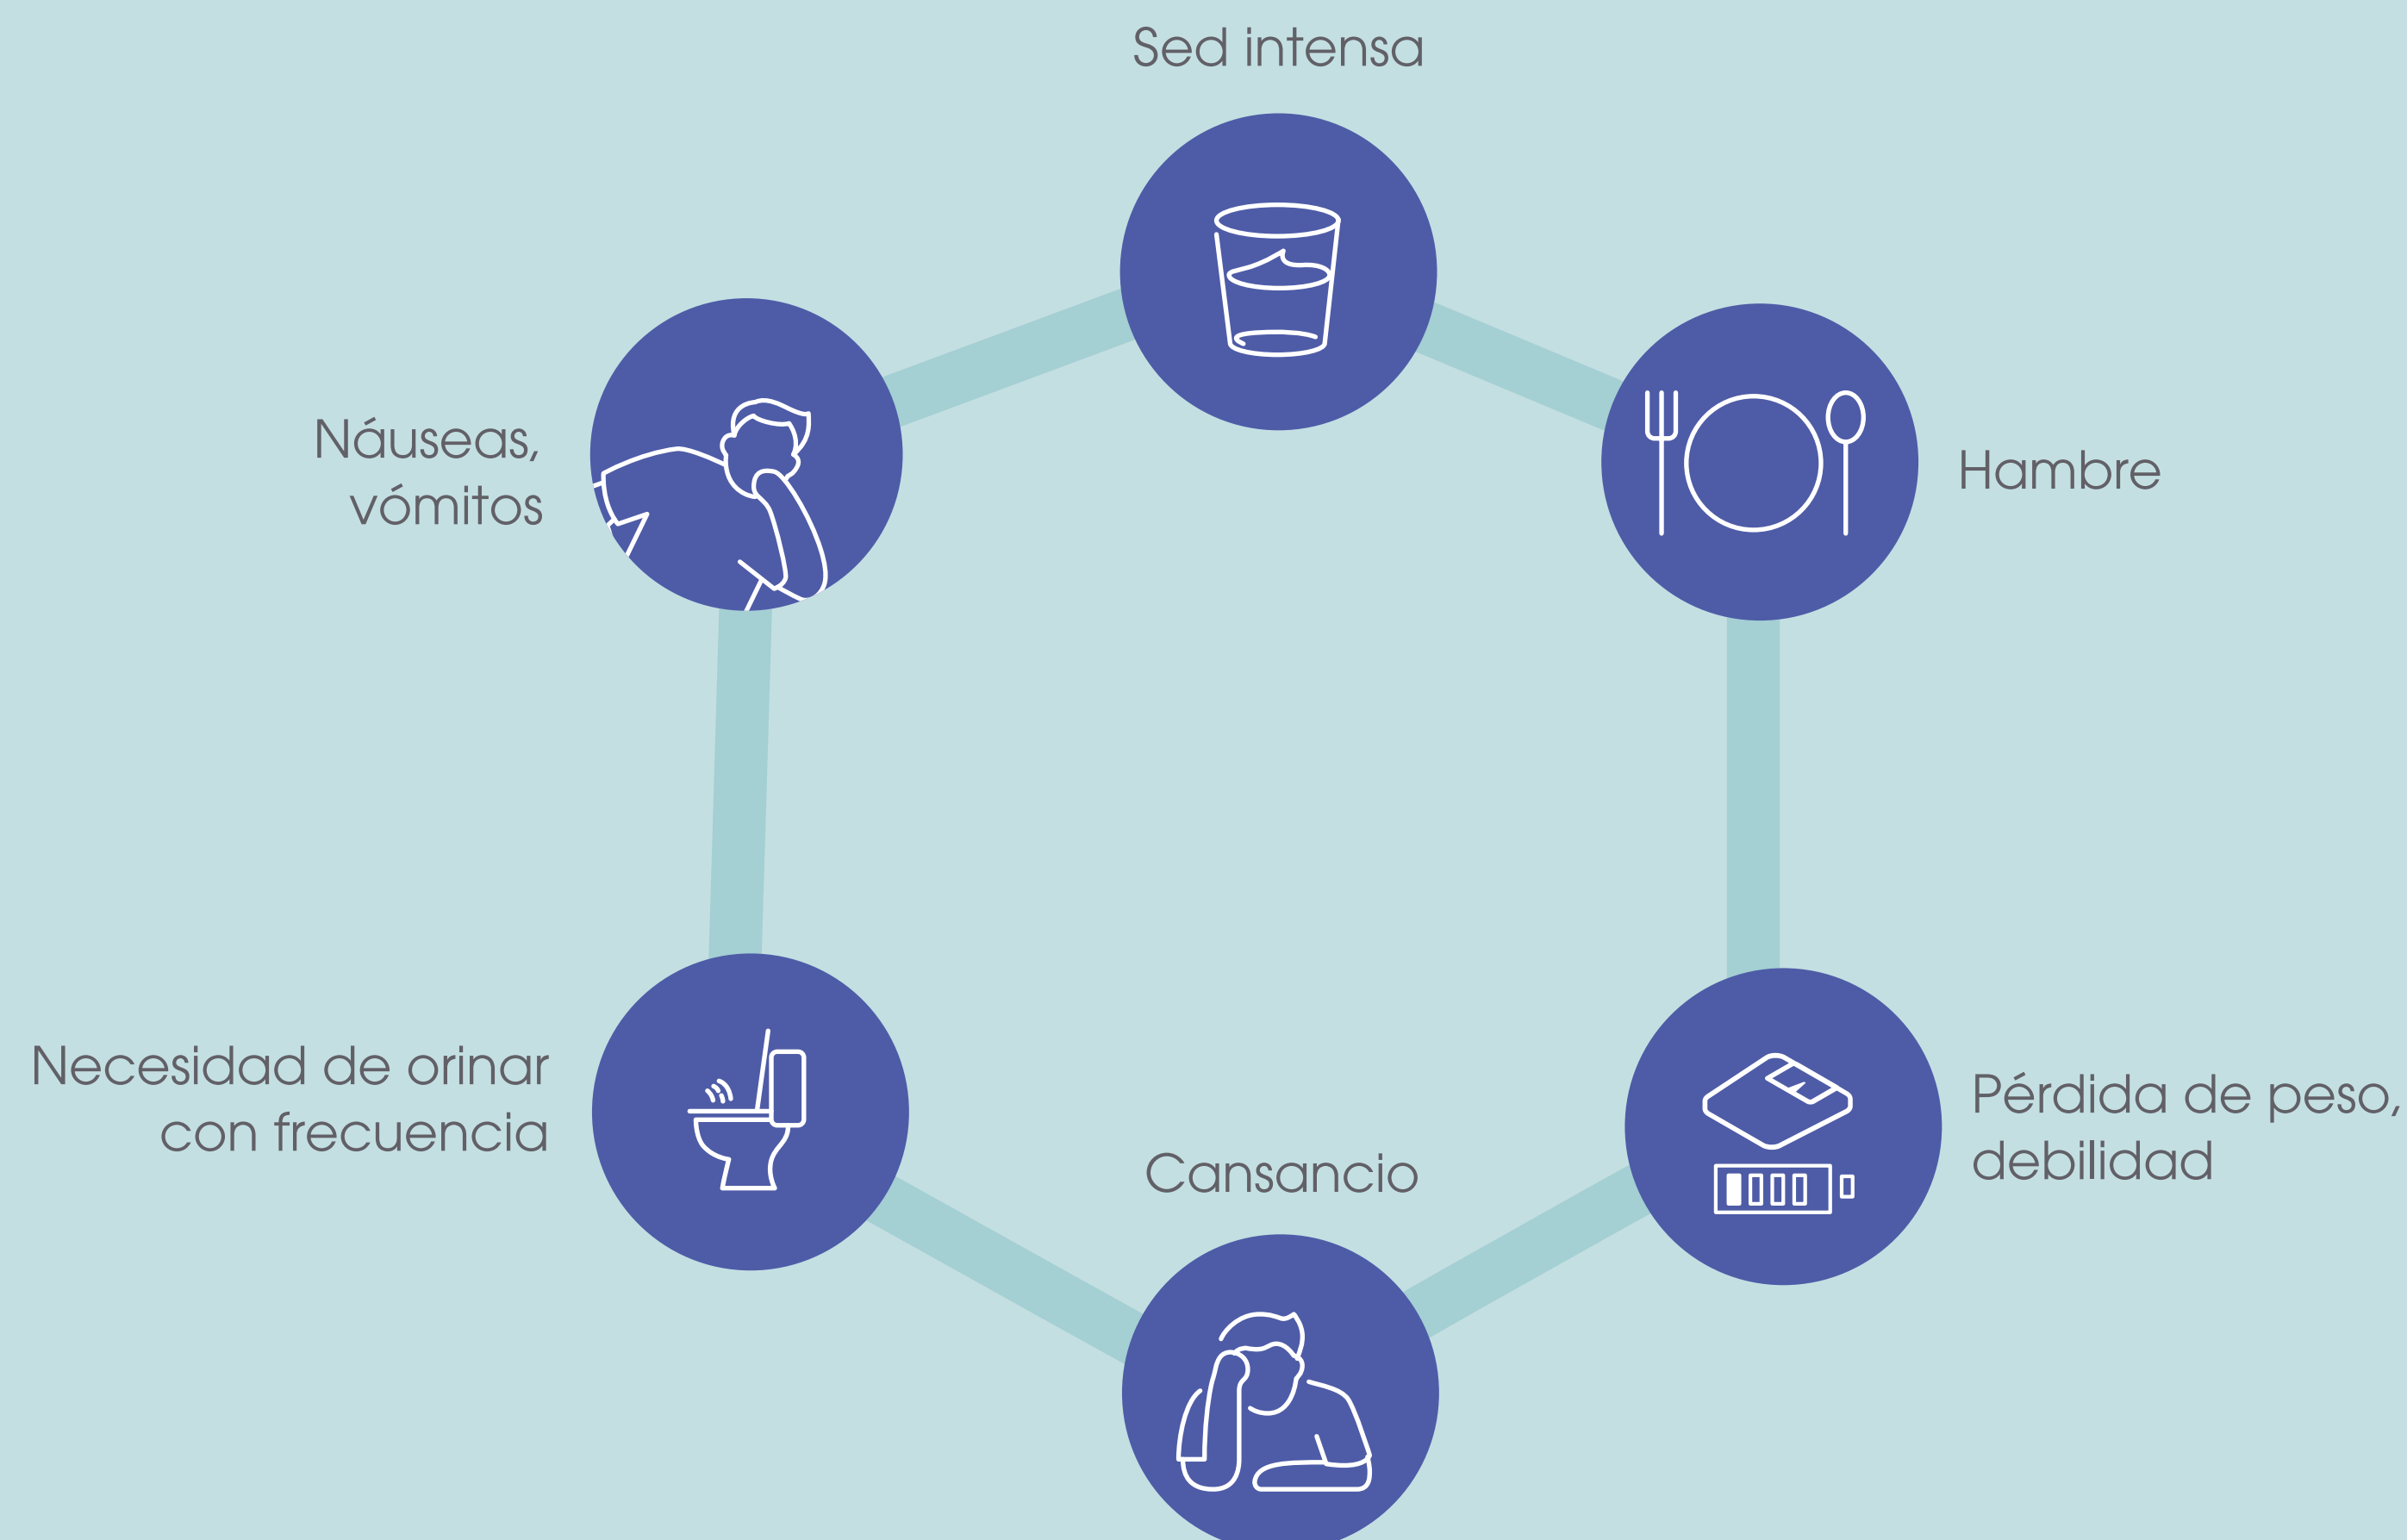 Sed intensa
Náuseas,
vómitos
Hambre
Necesidad de orinar
con frecuencia
Cansancio
Pérdida de peso,
debilidad